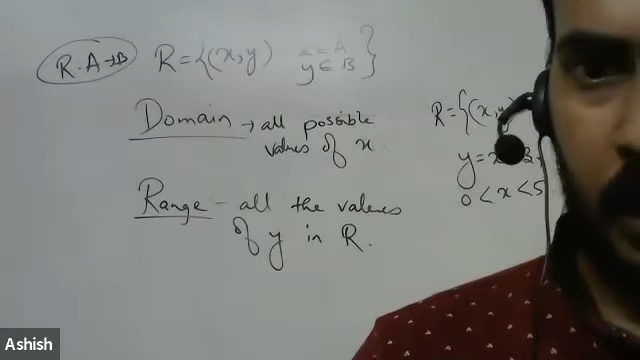 R: A→B R = {(x, y) x ∈ A
y ∈ B}
Domain → all possible
values of x
Range - all the values
of y in R.
R = {(x, y)
y = x
0 < x < 5
Ashish